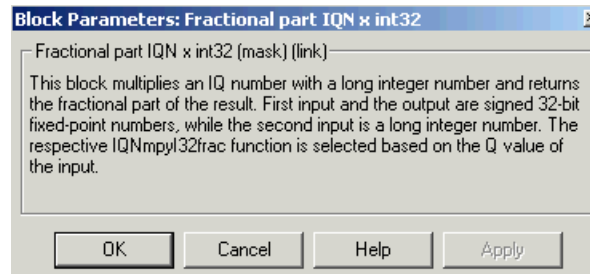 Block Parameters: Fractional part IQN x int32
Fractional part IQN x int32 (mask) (link)
This block multiplies an IQ number with a long integer number and returns
the fractional part of the result. First input and the output are signed 32-bit
fixed-point numbers, while the second input is a long integer number. The
respective IQNmpyI32frac function is selected based on the Q value of
the input.
OK Cancel Help Apply